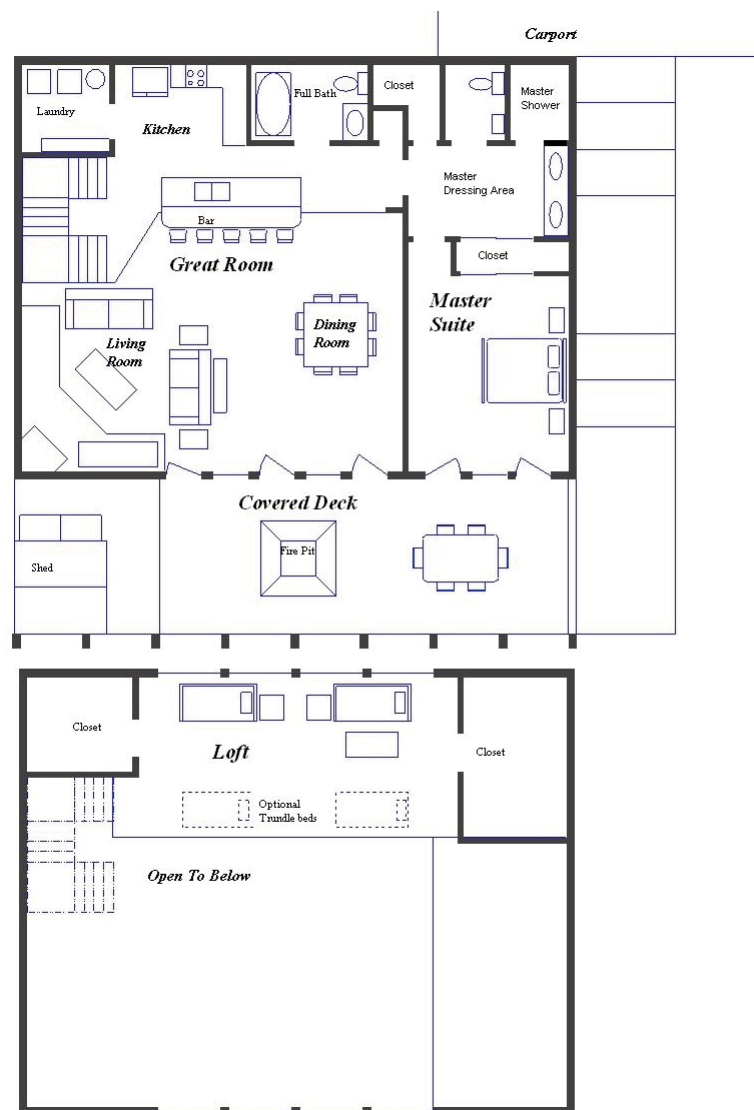 Carport
Laundry
Kitchen
Full Bath
Closet
Master
Shower
Master
Dressing Area
Bar
Great Room
Closet
Master
Suite
Living
Room
Dining
Room
Covered Deck
Fire Pit
Shed
Closet
Loft
Closet
Optional
Trundle beds
Open To Below